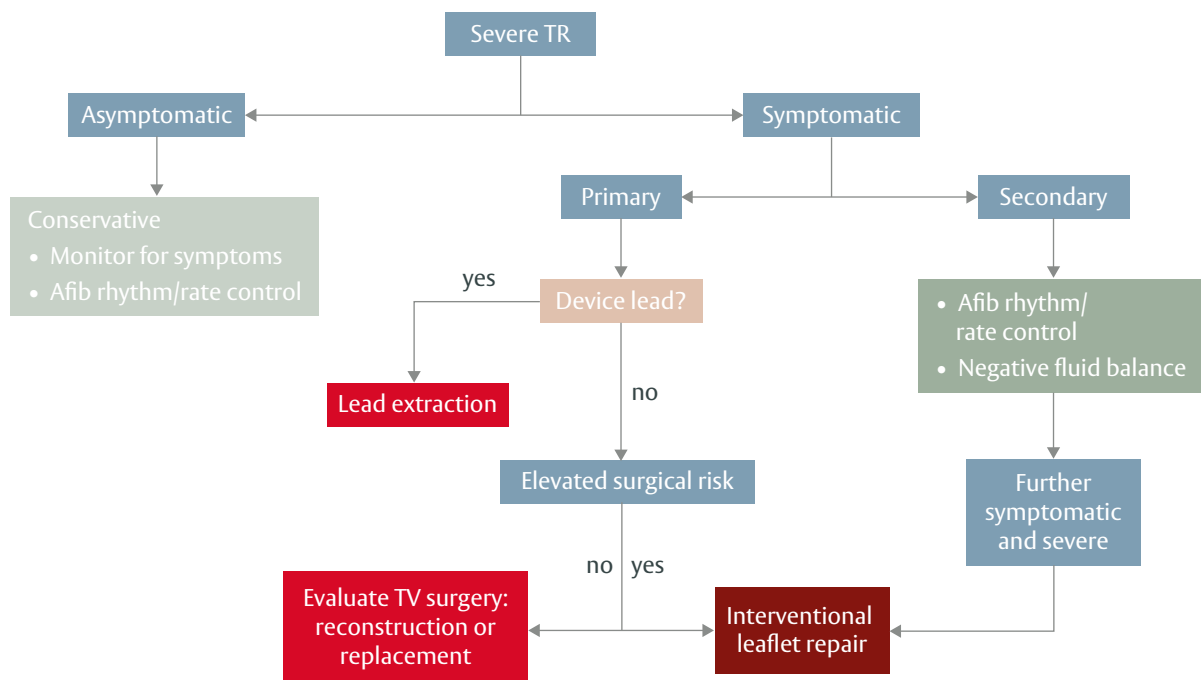 Severe TR
Asymptomatic
Symptomatic
Conservative
• Monitor for symptoms
• Afib rhythm/rate control
Primary
Secondary
yes
Device lead?
• Afib rhythm/
rate control
• Negative fluid balance
Lead extraction
no
Elevated surgical risk
Further
symptomatic
and severe
no
yes
Evaluate TV surgery:
reconstruction or
replacement
Interventional
leaflet repair